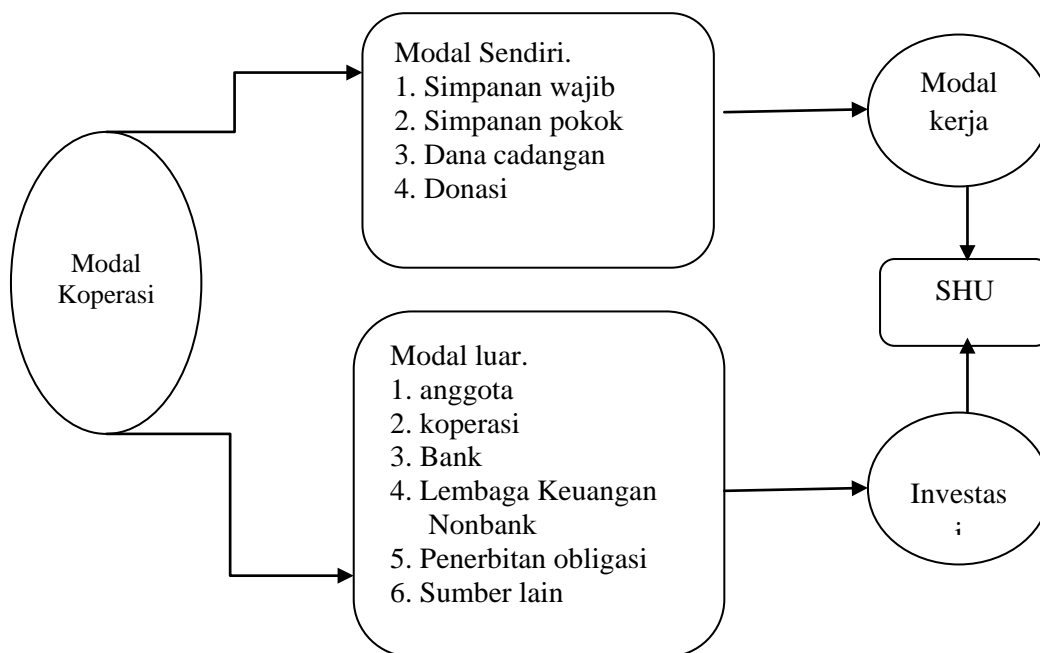 Modal
Koperasi
Modal Sendiri.
1. Simpanan wajib
2. Simpanan pokok
3. Dana cadangan
4. Donasi
Modal luar.
1. anggota
2. koperasi
3. Bank
4. Lembaga Keuangan
Nonbank
5. Penerbitan obligasi
6. Sumber lain
Modal
kerja
SHU
Investas
i